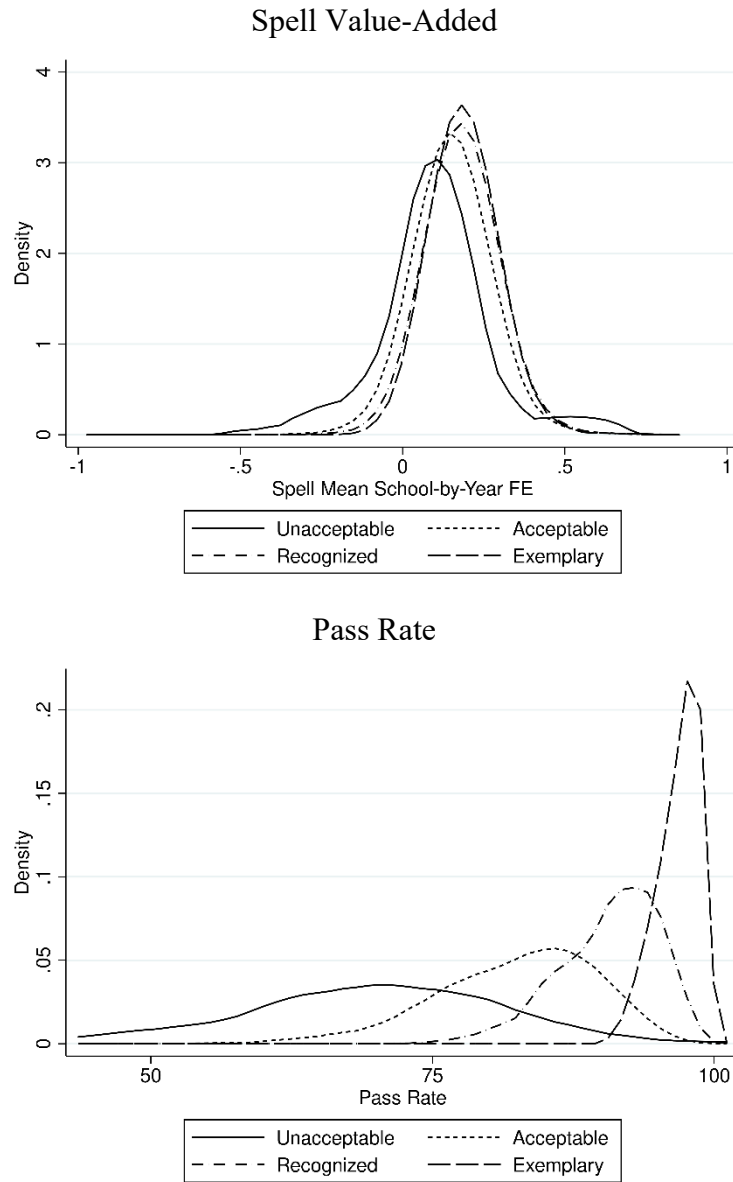 Spell Value-Added
4
3
2
1
0
Density
-1 -.5 0 .5 1
Spell Mean School-by-Year FE
Unacceptable Acceptable
Recognized Exemplary
Pass Rate
.2
.15
.1
.05
0
Density
50 75 100
Pass Rate
Unacceptable Acceptable
Recognized Exemplary